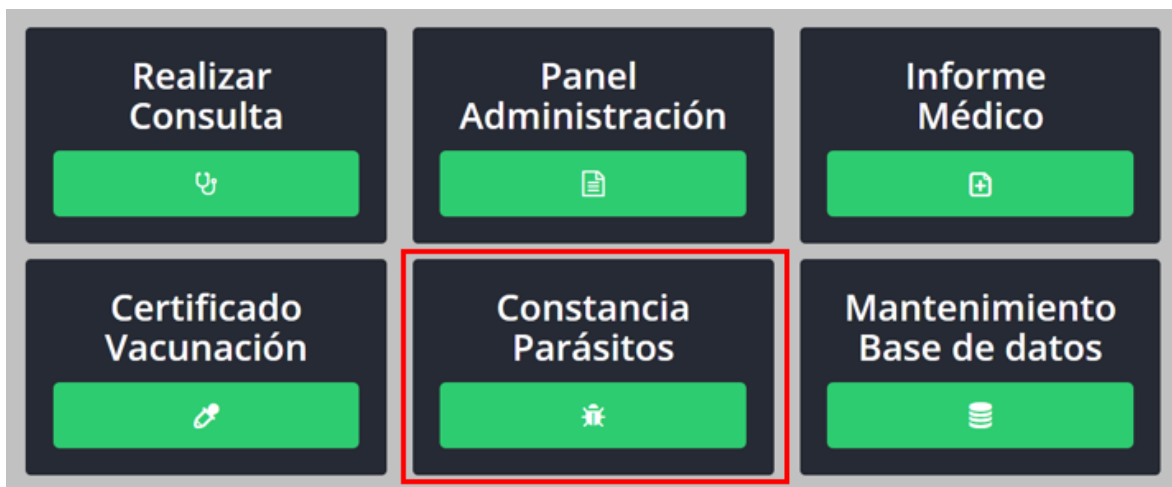 Realizar
Consulta
Panel
Administración
Informe
Médico
Certificado
Vacunación
Constancia
Parásitos
Mantenimiento
Base de datos